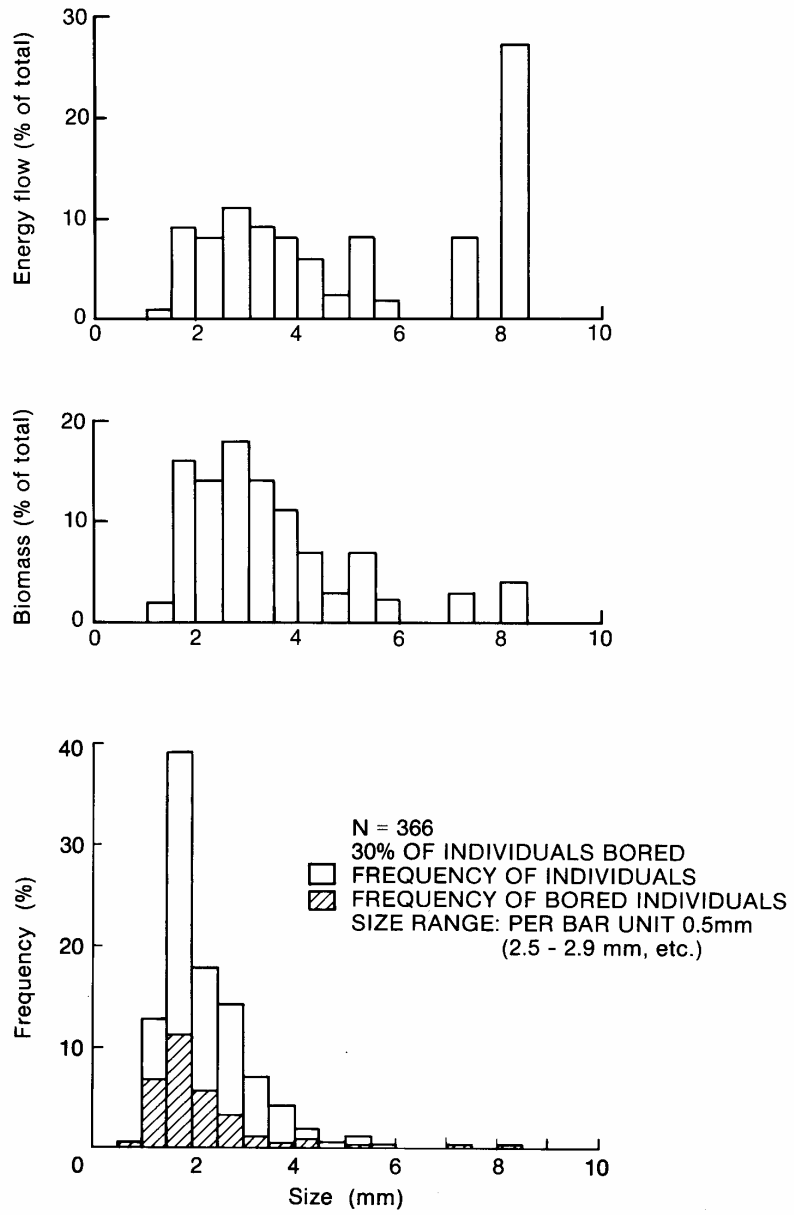 Energy flow (% of total)
30
20
10
0
0 2 4 6 8 10
Biomass (% of total)
20
10
0
0 2 4 6 8 10
Frequency (%)
40
30
20
10
N = 366
30% OF INDIVIDUALS BORED
FREQUENCY OF INDIVIDUALS
FREQUENCY OF BORED INDIVIDUALS
SIZE RANGE: PER BAR UNIT 0.5mm
(2.5 - 2.9 mm, etc.)
0 2 4 6 8 10
Size (mm)